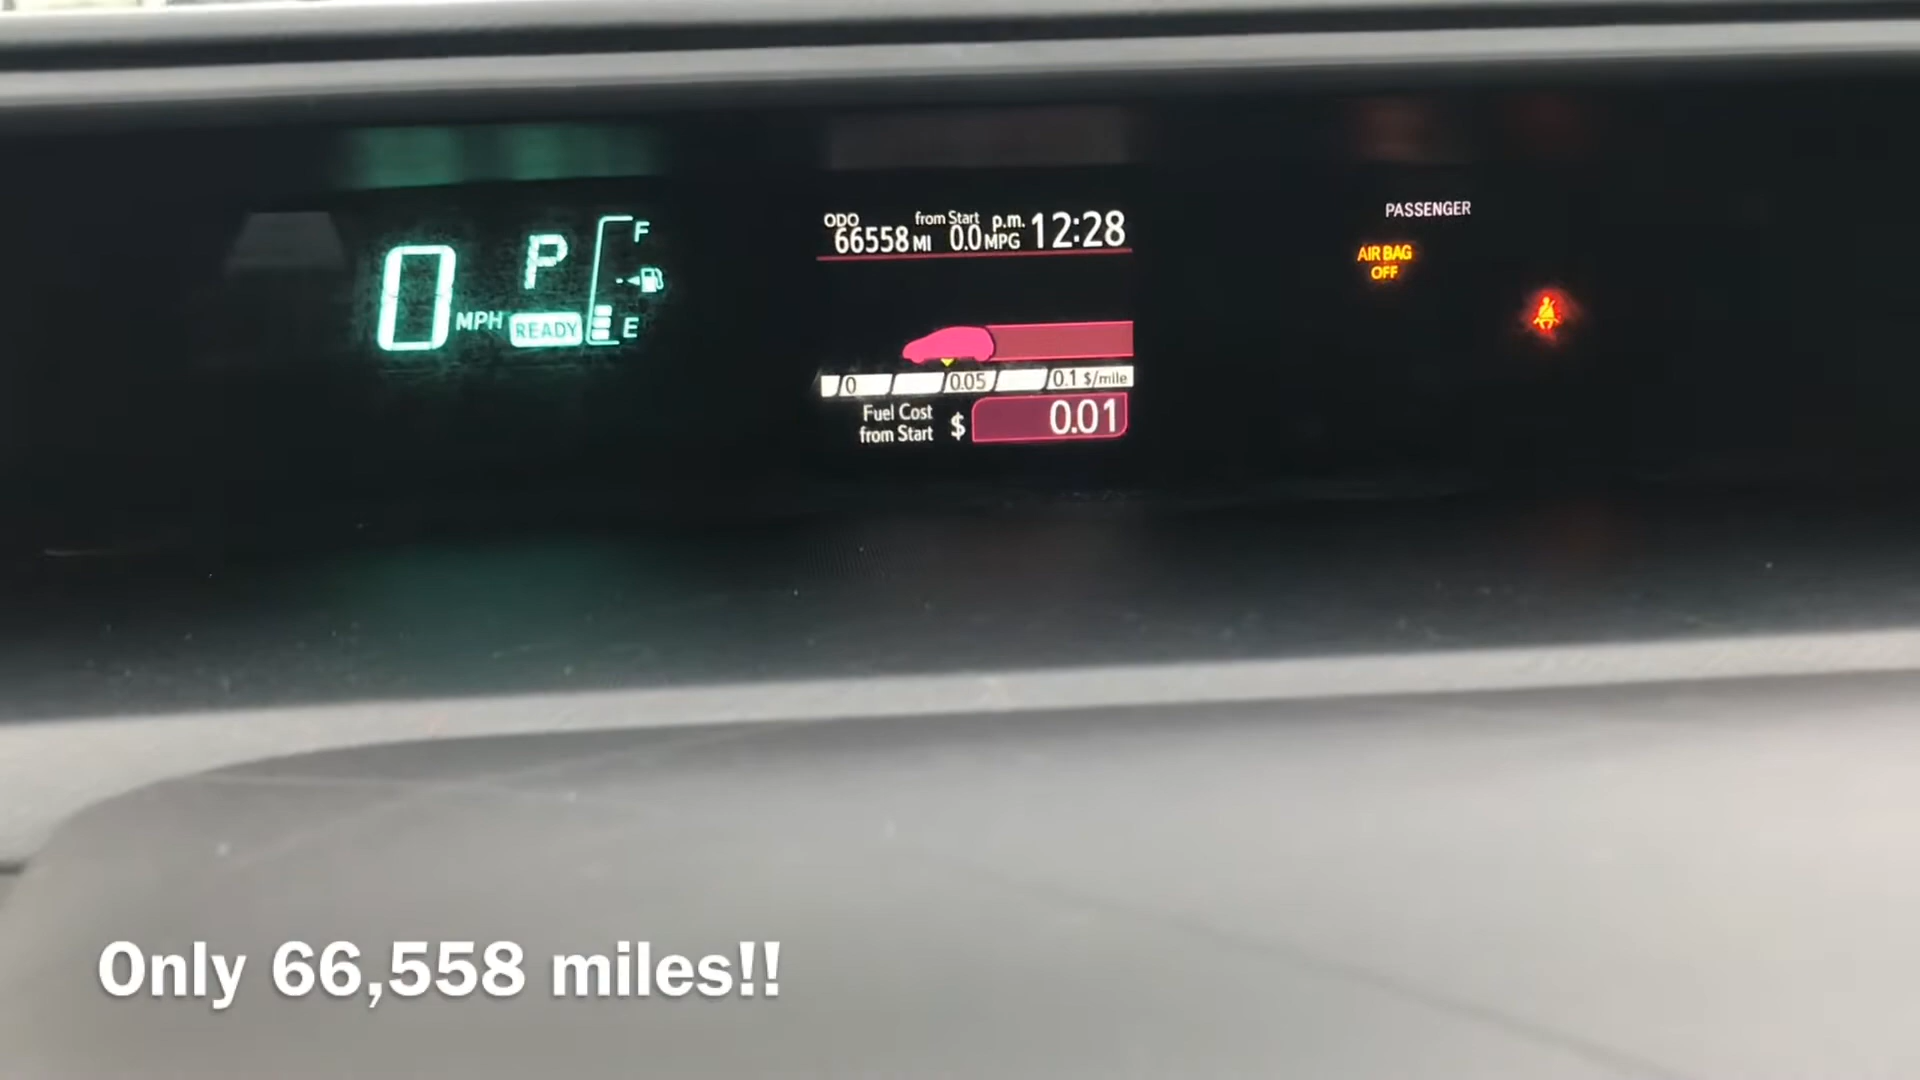 0 MPH
P
READY
F
E
ODO
66558 MI
from Start
0.0 MPG
p.m. 12:28
0 0.05 0.1 $/mile
Fuel Cost
from Start
$ 0.01
PASSENGER
AIR BAG
OFF
Only 66,558 miles!!